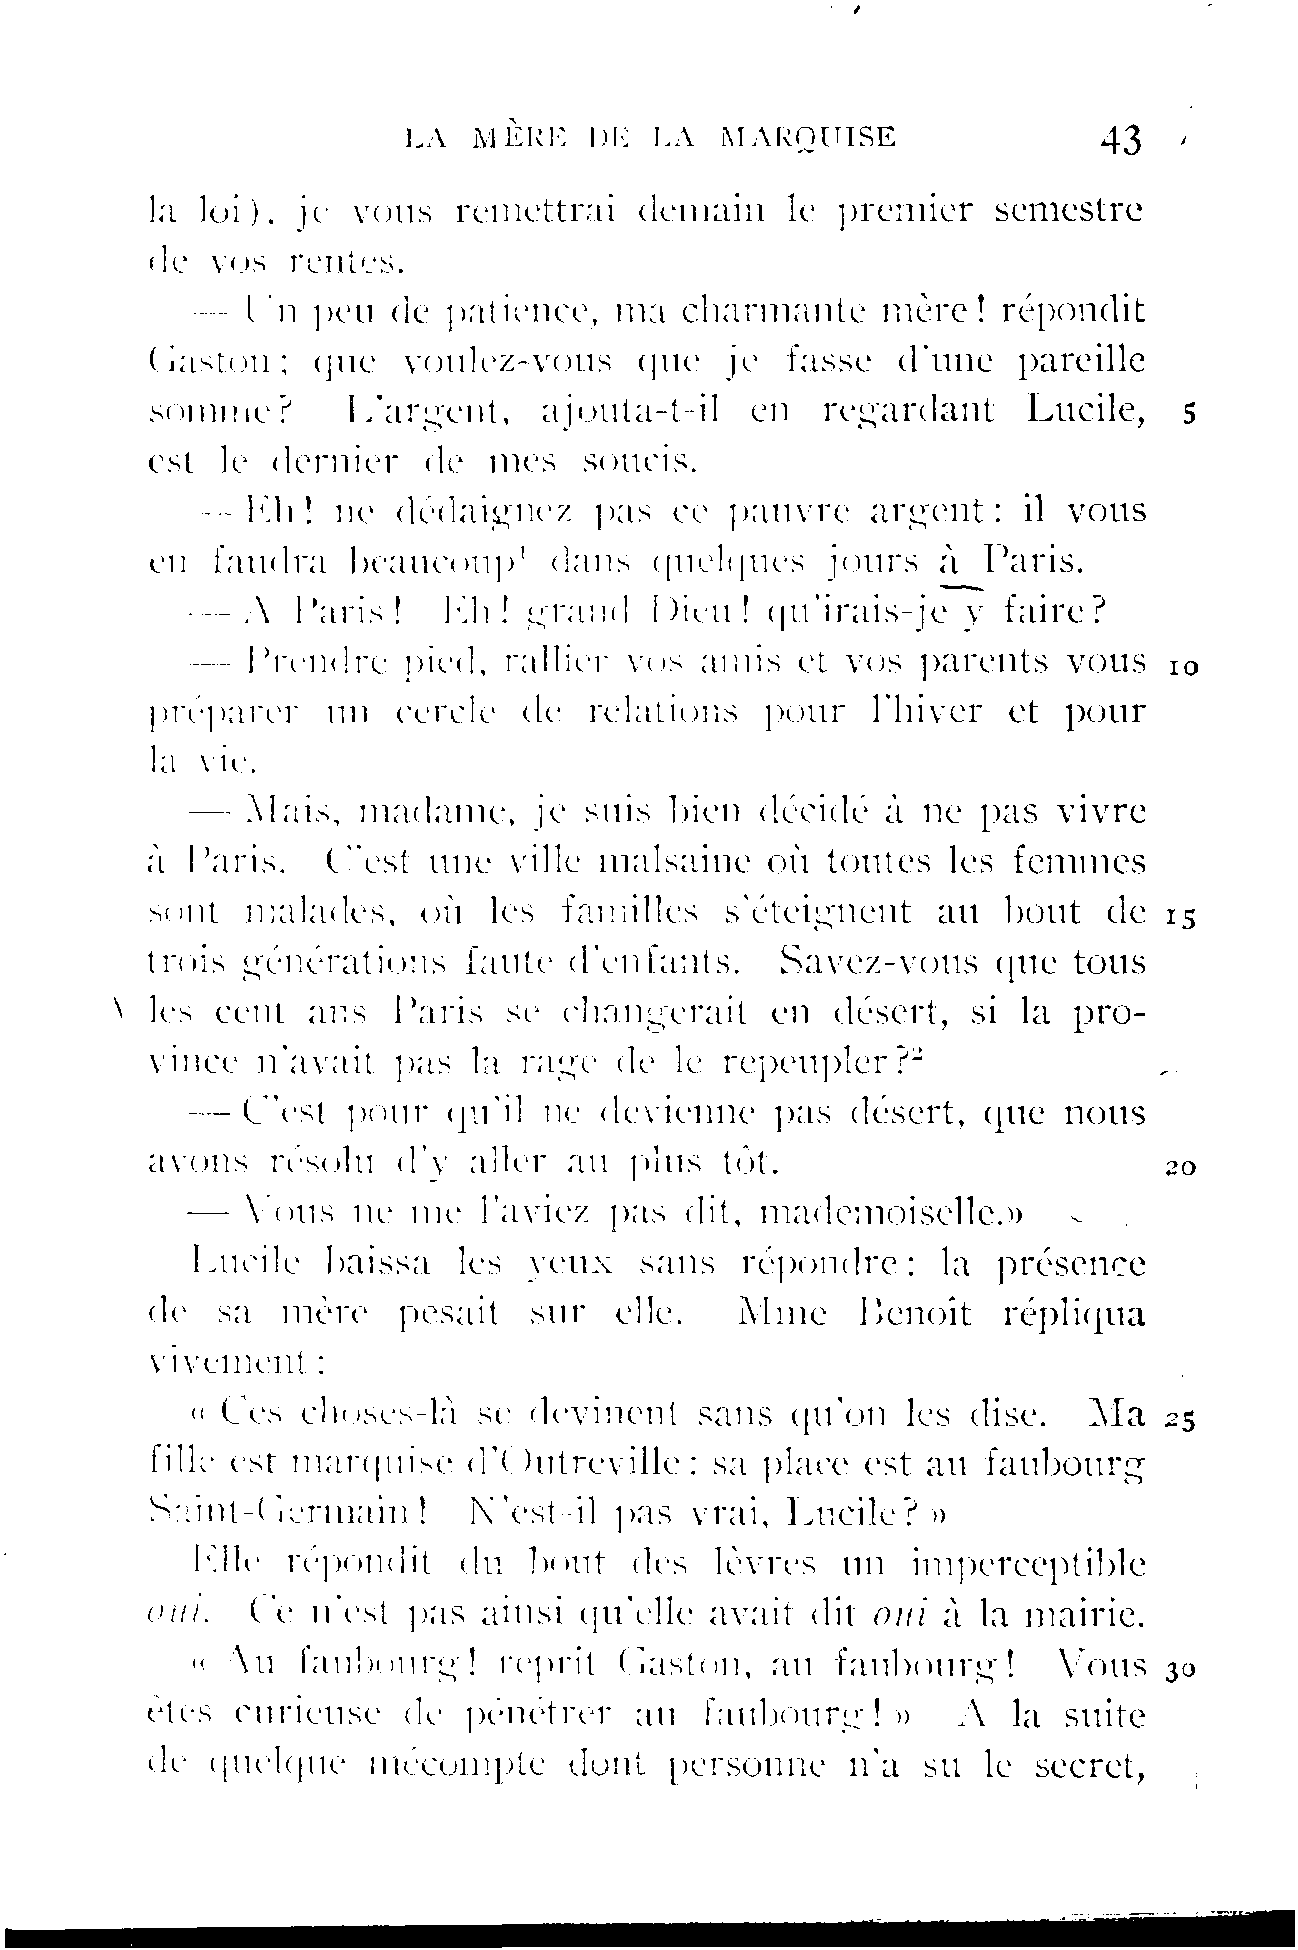 LA MÈRE DE LA MARQUISE 43
la loi), je vous remettrai demain le premier semestre
de vos rentes.
— Un peu de patience, ma charmante mère! répondit
Gaston; que voulez-vous que je fasse d'une pareille
somme? L'argent, ajouta-t-il en regardant Lucile, 5
est le dernier de mes soucis.
— Eh! ne dédaignez pas ce pauvre argent: il vous
en faudra beaucoup¹ dans quelques jours à Paris.
— A Paris! Eh! grand Dieu! qu'irais-je y faire?
— Prendre pied, rallier vos amis et vos parents vous 10
préparer un cercle de relations pour l'hiver et pour
la vie.
— Mais, madame, je suis bien décidé à ne pas vivre
à Paris. C'est une ville malsaine où toutes les femmes
sont malades, où les familles s'éteignent au bout de 15
trois générations faute d'enfants. Savez-vous que tous
les cent ans Paris se changerait en désert, si la pro-
vince n'avait pas la rage de le repeupler?²
— C'est pour qu'il ne devienne pas désert, que nous
avons résolu d'y aller au plus tôt. 20
— Vous ne me l'aviez pas dit, mademoiselle.»
Lucile baissa les yeux sans répondre: la présence
de sa mère pesait sur elle. Mme Benoît répliqua
vivement:
« Ces choses-là se devinent sans qu'on les dise. Ma 25
fille est marquise d'Outreville: sa place est au faubourg
Saint-Germain! N'est-il pas vrai, Lucile? »
Elle répondit du bout des lèvres un imperceptible
oui. Ce n'est pas ainsi qu'elle avait dit oui à la mairie.
« Au faubourg! reprit Gaston, au faubourg! Vous 30
êtes curieuse de pénétrer au faubourg! » A la suite
de quelque mécompte dont personne n'a su le secret,